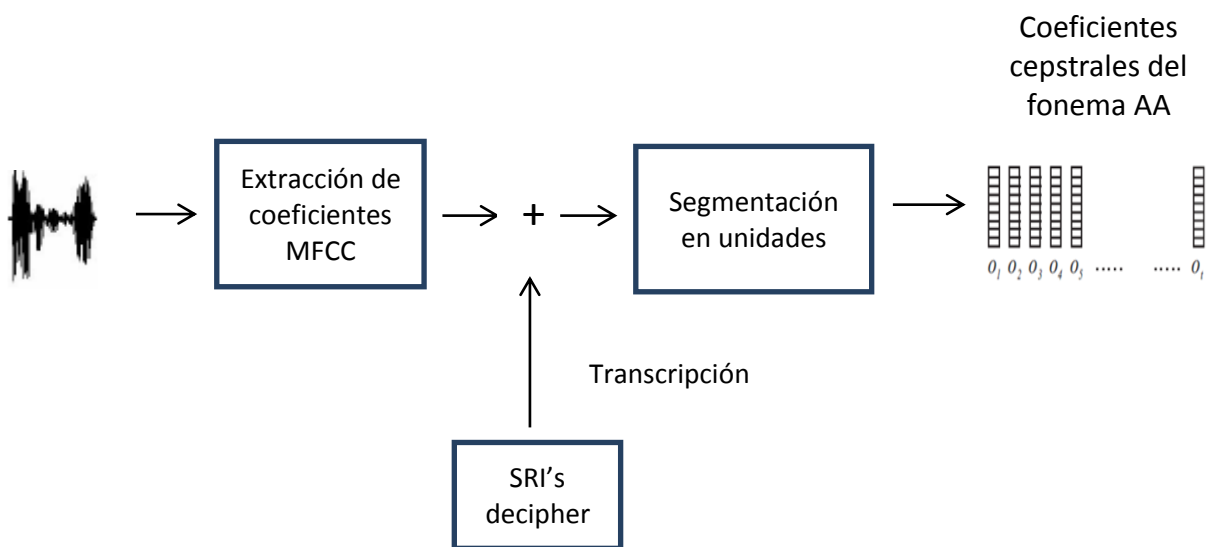 Coeficientes
cepstrales del
fonema AA
Extracción de
coeficientes
MFCC
+
Segmentación
en unidades
O1 O2 O3 O4 O5 ..... ..... Ot
Transcripción
SRI’s
decipher